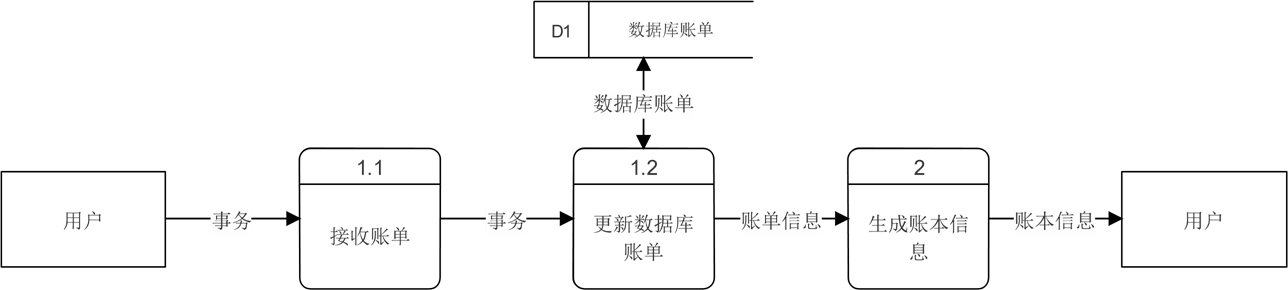 D1 数据库账单
数据库账单
1.1 1.2 2
用户 事务 接收账单 事务 更新数据库
账单 账单信息 生成账本信
息 账本信息 用户